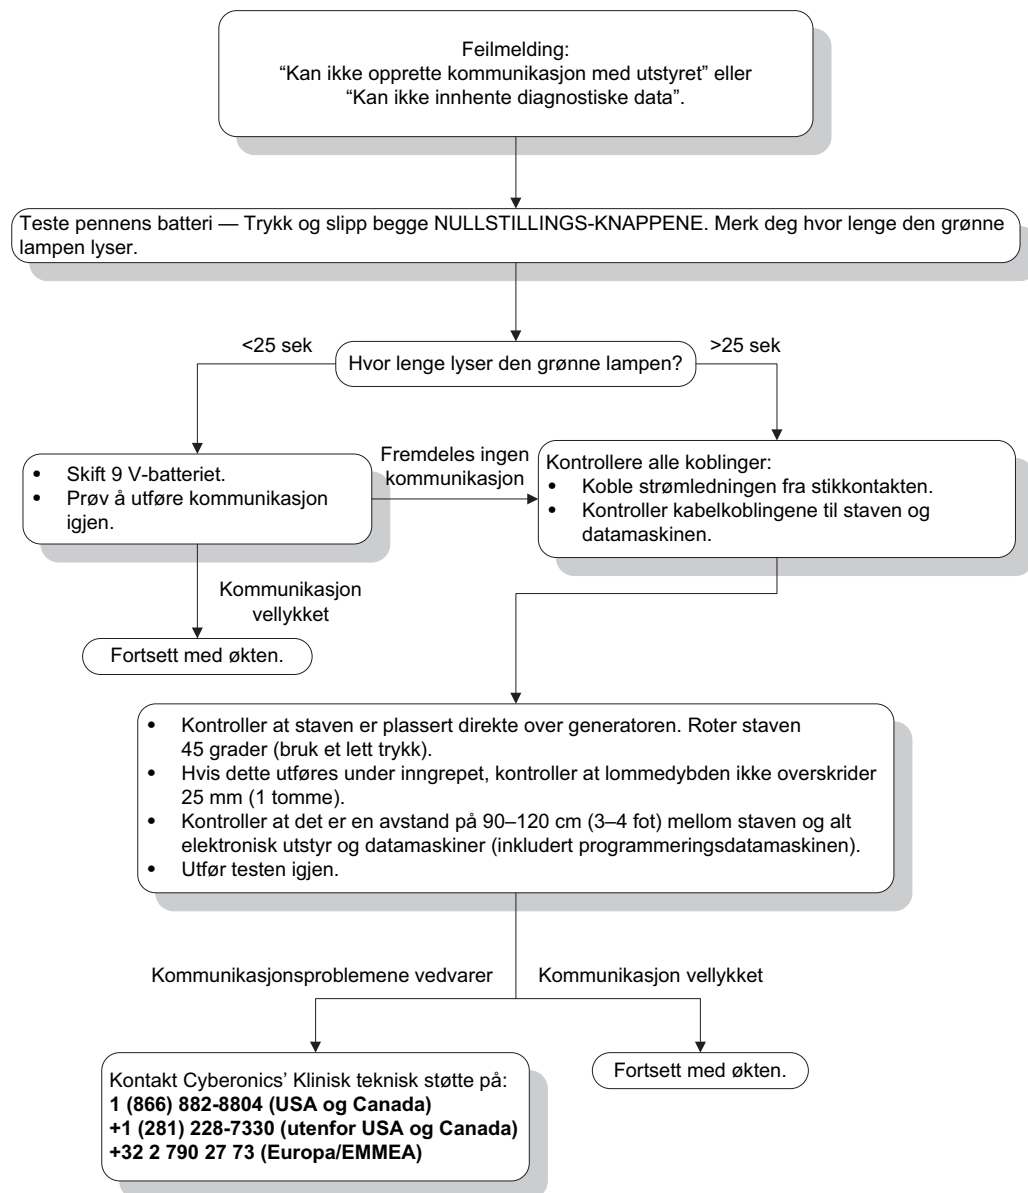 Feilmelding:
“Kan ikke opprette kommunikasjon med utstyret” eller
“Kan ikke innhente diagnostiske data”.
Teste pennens batteri — Trykk og slipp begge NULLSTILLINGS-KNAPPENE. Merk deg hvor lenge den grønne
lampen lyser.
<25 sek
Hvor lenge lyser den grønne lampen?
>25 sek
• Skift 9 V-batteriet.
• Prøv å utføre kommunikasjon
igjen.
Fremdeles ingen
kommunikasjon
Kontrollere alle koblinger:
• Koble strømledningen fra stikkontakten.
• Kontroller kabelkoblingene til staven og
datamaskinen.
Kommunikasjon
vellykket
Fortsett med økten.
• Kontroller at staven er plassert direkte over generatoren. Roter staven
45 grader (bruk et lett trykk).
• Hvis dette utføres under inngrepet, kontroller at lommedybden ikke overskrider
25 mm (1 tomme).
• Kontroller at det er en avstand på 90–120 cm (3–4 fot) mellom staven og alt
elektronisk utstyr og datamaskiner (inkludert programmeringsdatamaskinen).
• Utfør testen igjen.
Kommunikasjonsproblemene vedvarer
Kommunikasjon vellykket
Kontakt Cyberonics’ Klinisk teknisk støtte på:
1 (866) 882-8804 (USA og Canada)
+1 (281) 228-7330 (utenfor USA og Canada)
+32 2 790 27 73 (Europa/EMMEA)
Fortsett med økten.